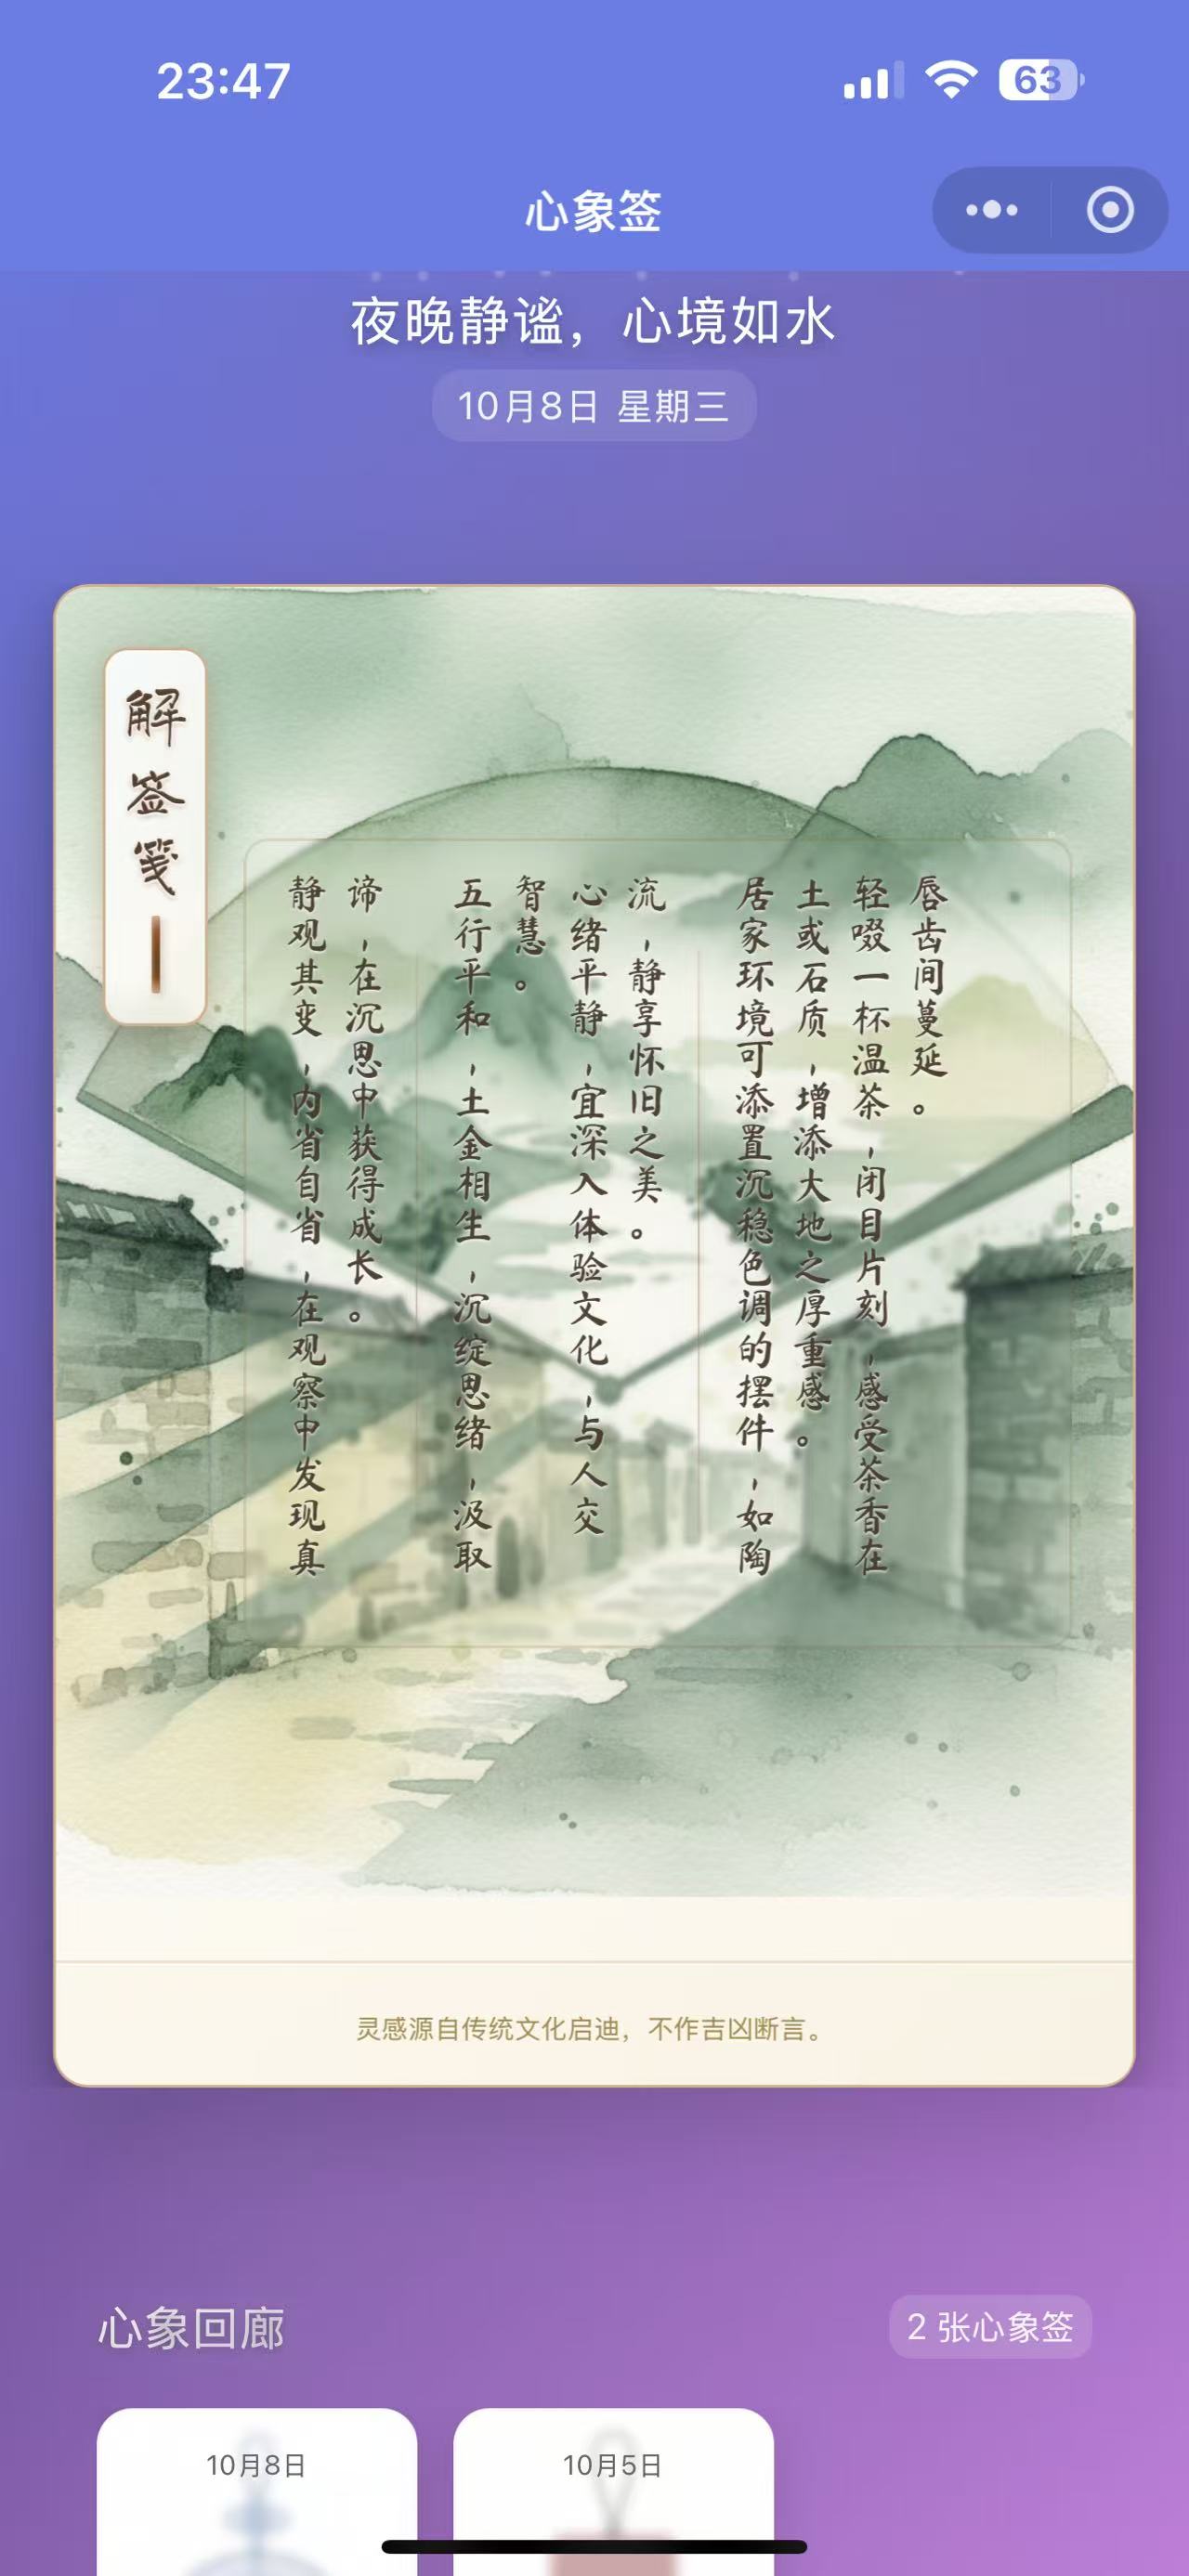 23:47
63
心象签
夜晚静谧，心境如水
10月8日 星期三
解签笺
静观其变，内省自省，在观察中发现真
谛，在沉思中获得成长。
五行平和，土金相生，沉绽思绪，汲取
智慧。
心绪平静，宜深入体验文化，与人交
流，静享怀旧之美。
居家环境可添置沉稳色调的摆件，如陶
土或石质，增添大地之厚重感。
轻啜一杯温茶，闭目片刻，感受茶香在
唇齿间蔓延。
灵感源自传统文化启迪，不作吉凶断言。
心象回廊
2 张心象签
10月8日
10月5日